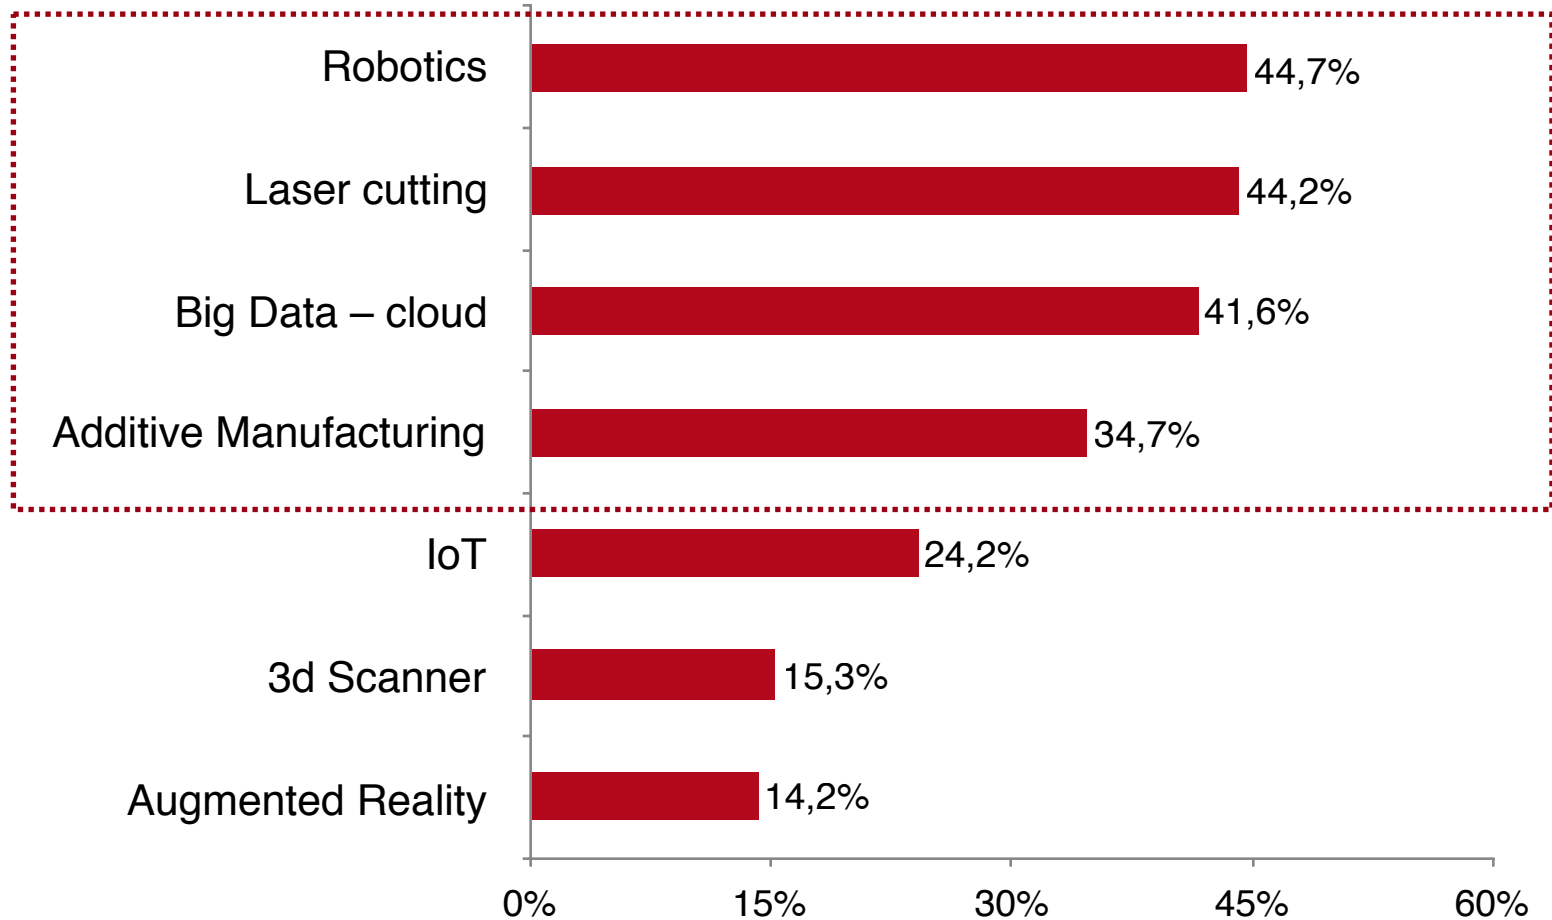 Robotics 44,7%
Laser cutting 44,2%
Big Data – cloud 41,6%
Additive Manufacturing 34,7%
IoT 24,2%
3d Scanner 15,3%
Augmented Reality 14,2%
0% 15% 30% 45% 60%